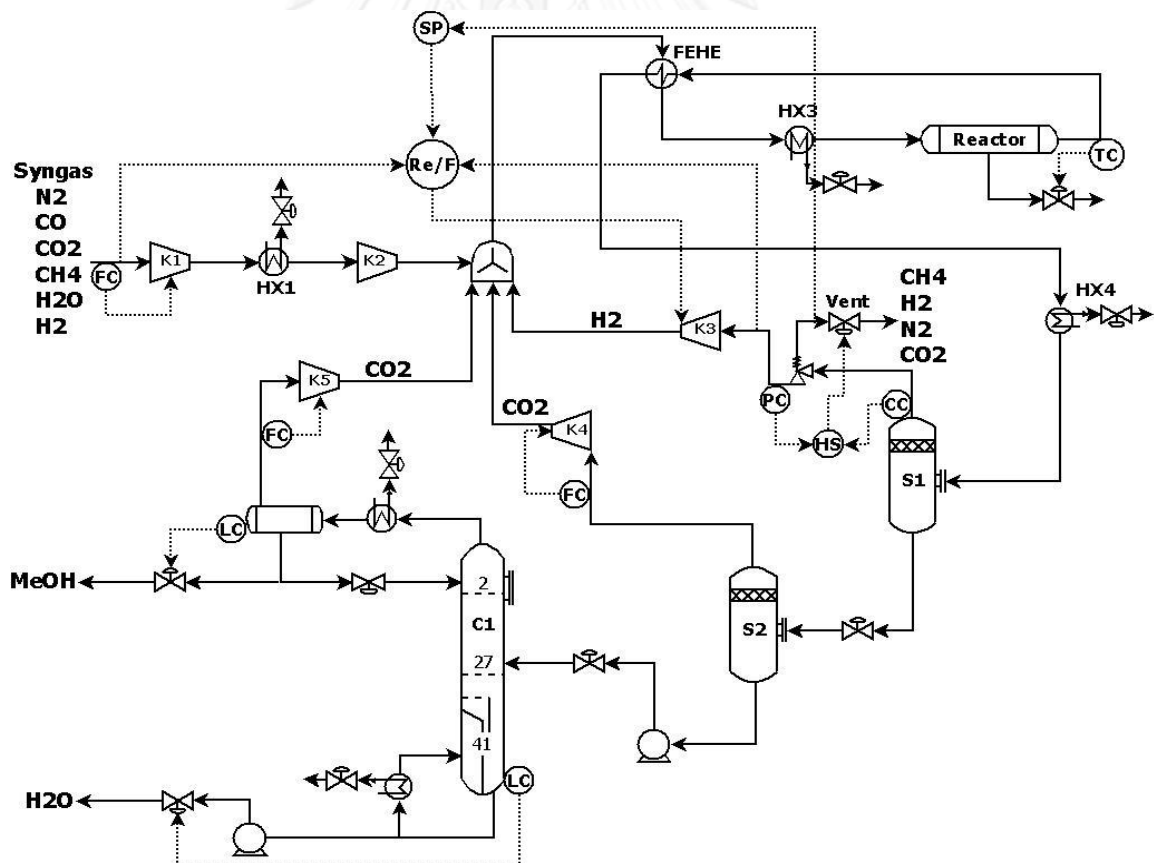 SP
FEHE
HX3
Reactor
TC
Re/F
Syngas
N2
CO
CO2
CH4
H2O
H2
FC
K1
HX1
K2
H2
K3
Vent
CH4
H2
N2
CO2
HX4
K5
CO2
FC
CO2
K4
FC
PC
HS
CC
S1
LC
MeOH
2
C1
27
41
S2
LC
H2O